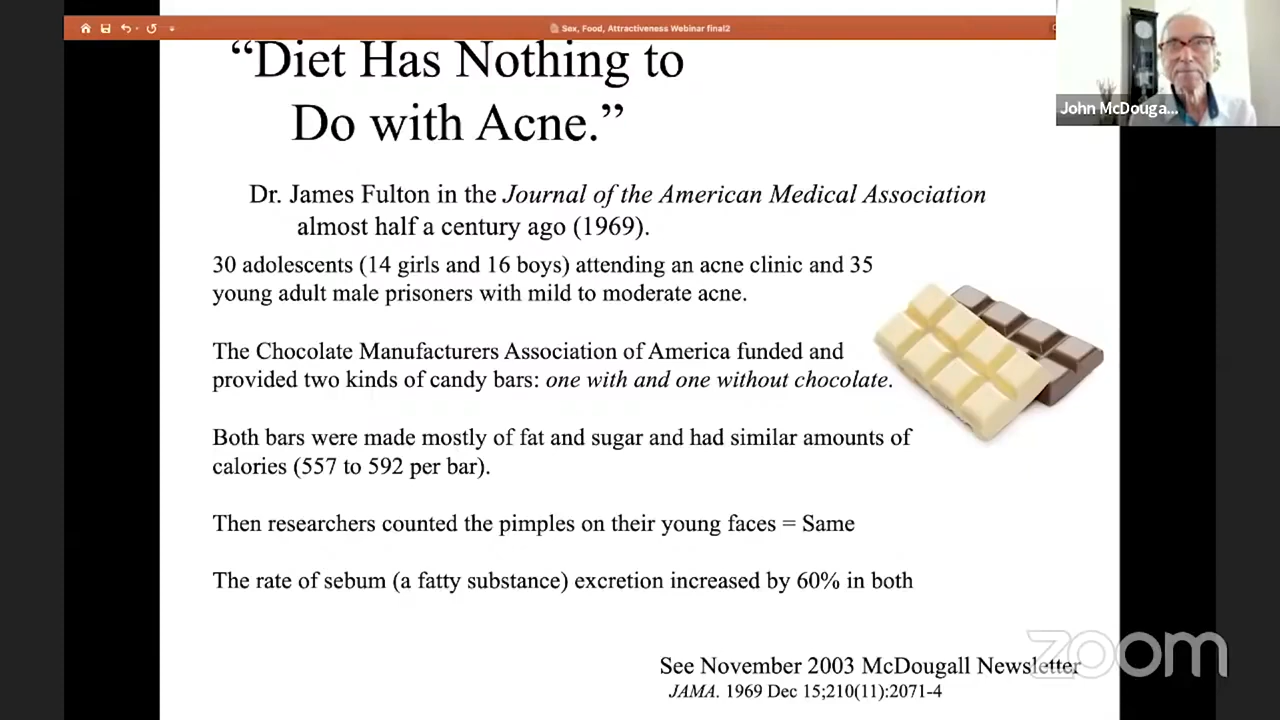 Sex, Food, Attractiveness Webinar final2
“Diet Has Nothing to
Do with Acne.”
John McDouga...
Dr. James Fulton in the Journal of the American Medical Association
almost half a century ago (1969).
30 adolescents (14 girls and 16 boys) attending an acne clinic and 35
young adult male prisoners with mild to moderate acne.
The Chocolate Manufacturers Association of America funded and
provided two kinds of candy bars: one with and one without chocolate.
Both bars were made mostly of fat and sugar and had similar amounts of
calories (557 to 592 per bar).
Then researchers counted the pimples on their young faces = Same
The rate of sebum (a fatty substance) excretion increased by 60% in both
zoom
See November 2003 McDougall Newsletter
JAMA. 1969 Dec 15;210(11):2071-4